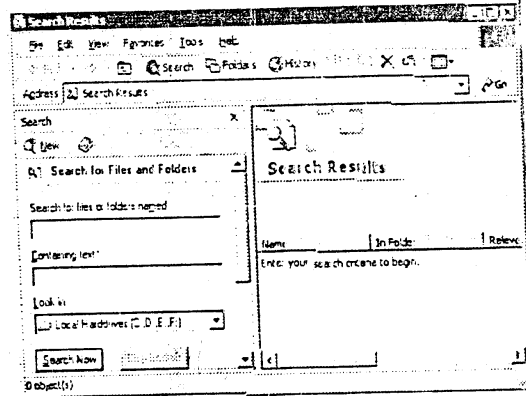 Search Results
File Edit View Favorites Tools Help
Search Folders History
Address Search Results Go
Search
New
Search for Files and Folders
Search for files or folders named
Containing text:
Look in:
Local Harddrives (C:,D:,E:,F:)
Search Now
Search Results
Name In Folder Releva
Enter your search criteria to begin.
0 object(s)